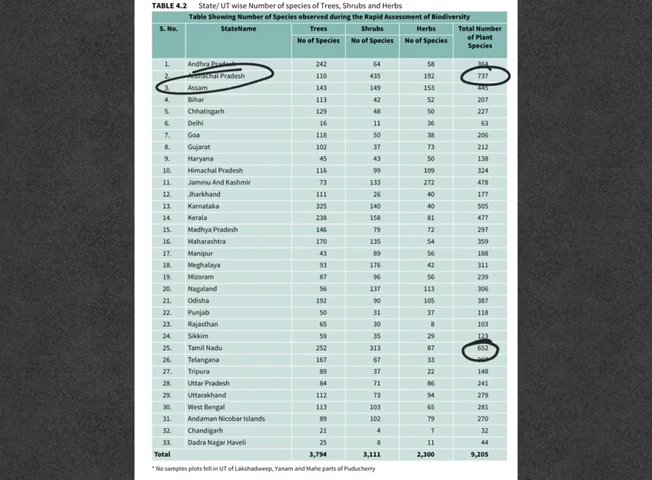 TABLE 4.2 State/ UT wise Number of species of Trees, Shrubs and Herbs
Table Showing Number of Species observed during the Rapid Assessment of Biodiversity
S. No. StateName Trees Shrubs Herbs Total Number of Plant Species
No of Species No of Species No of Species
1. Andhra Pradesh 242 64 58 364
2. Arunachal Pradesh 110 435 192 737
3. Assam 143 149 153 445
4. Bihar 113 42 52 207
5. Chhatisgarh 129 48 50 227
6. Delhi 16 11 36 63
7. Goa 118 50 38 206
8. Gujarat 102 37 73 212
9. Haryana 45 43 50 138
10. Himachal Pradesh 116 99 109 324
11. Jammu And Kashmir 73 133 272 478
12. Jharkhand 111 26 40 177
13. Karnataka 325 140 40 505
14. Kerala 238 158 81 477
15. Madhya Pradesh 146 79 72 297
16. Maharashtra 170 135 54 359
17. Manipur 43 89 56 188
18. Meghalaya 93 176 42 311
19. Mizoram 87 96 56 239
20. Nagaland 56 137 113 306
21. Odisha 192 90 105 387
22. Punjab 50 31 37 118
23. Rajasthan 65 30 8 103
24. Sikkim 59 35 29 123
25. Tamil Nadu 252 313 87 652
26. Telangana 167 67 33
27. Tripura 89 37 22 148
28. Uttar Pradesh 84 71 86 241
29. Uttarakhand 112 73 94 279
30. West Bengal 113 103 65 281
31. Andaman Nicobar Islands 89 102 79 270
32. Chandigarh 21 4 7 32
33. Dadra Nagar Haveli 25 8 11 44
Total 3,794 3,111 2,300 9,205
* No samples plots fell in UT of Lakshadweep, Yanam and Mahe parts of Puducherry